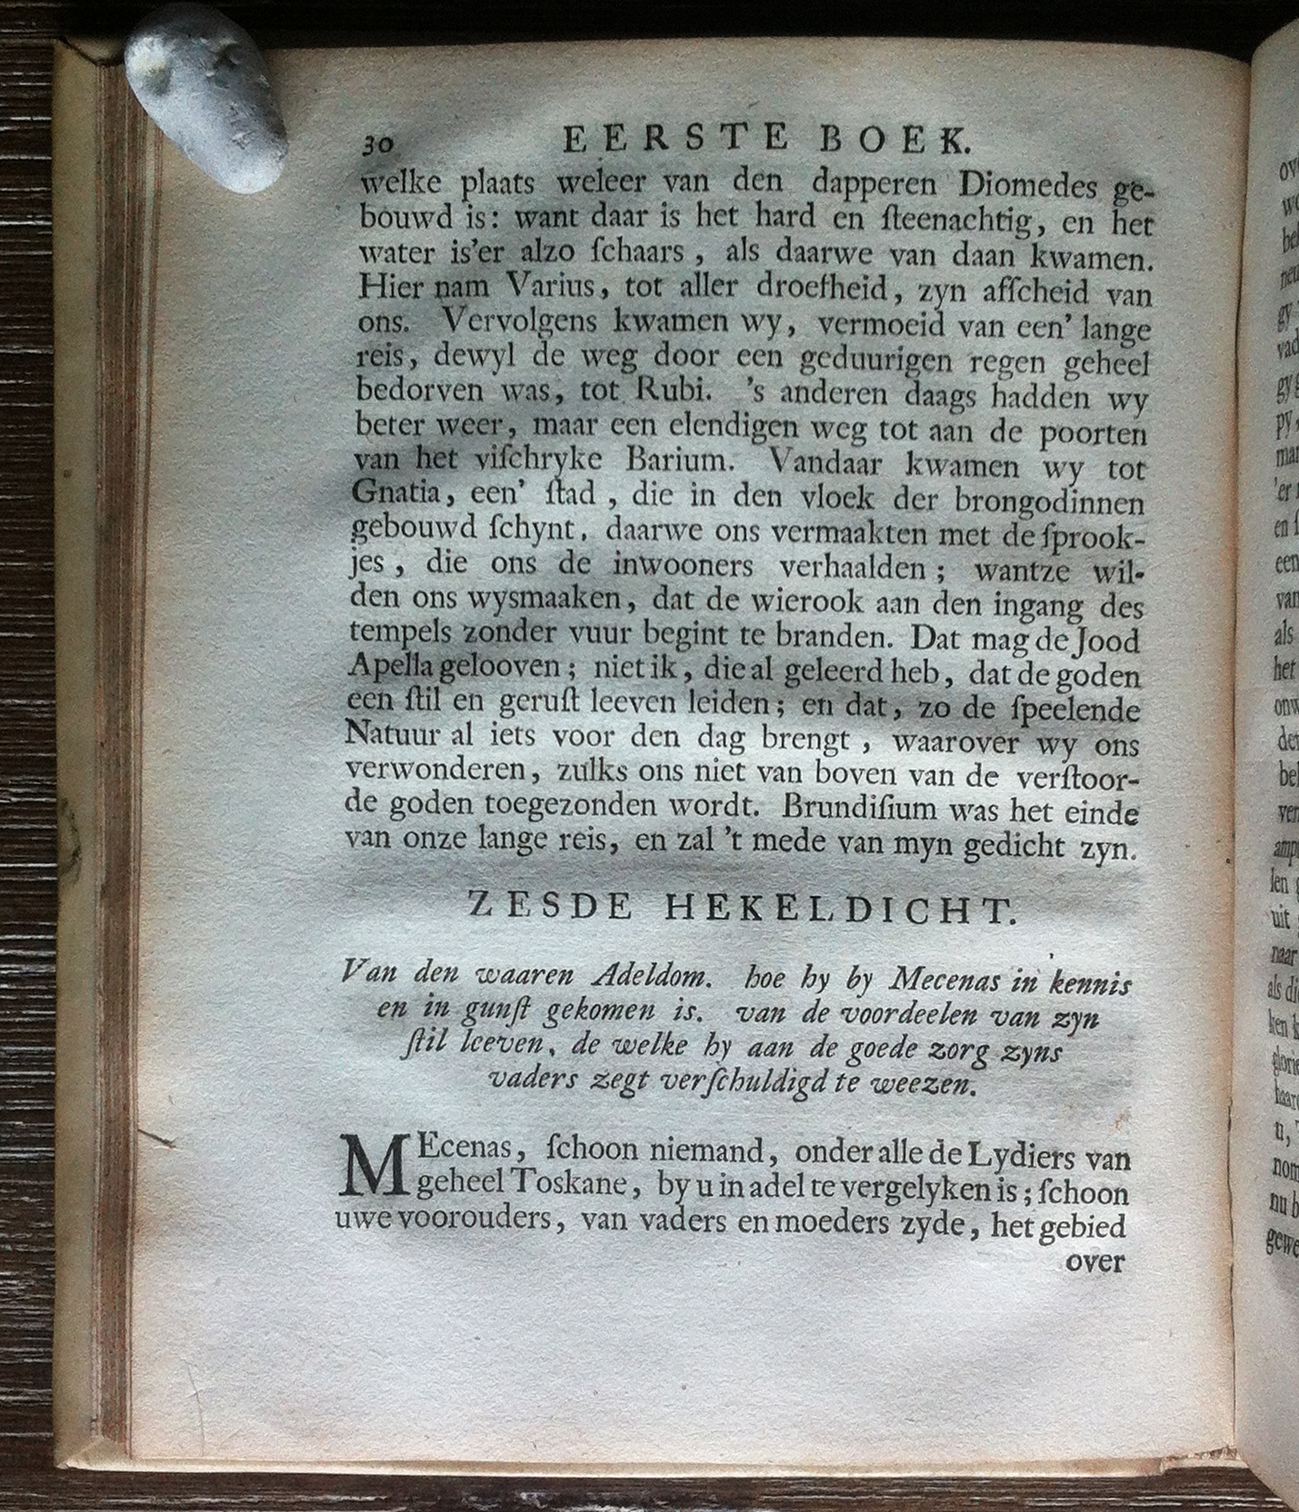 30 EERSTE BOEK.
welke plaats weleer van den dapperen Diomedes ge-
bouwd is: want daar is het hard en ſteenachtig, en het
water is'er alzo ſchaars, als daarwe van daan kwamen.
Hier nam Varius, tot aller droefheid, zyn afſcheid van
ons. Vervolgens kwamen wy, vermoeid van een' lange
reis, dewyl de weg door een geduurigen regen geheel
bedorven was, tot Rubi. 's anderen daags hadden wy
beter weer, maar een elendigen weg tot aan de poorten
van het viſchryke Barium. Vandaar kwamen wy tot
Gnatia, een' ſtad, die in den vloek der brongodinnen
gebouwd ſchynt, daarwe ons vermaakten met de ſprook-
jes, die ons de inwooners verhaalden; wantze wil-
den ons wysmaaken, dat de wierook aan den ingang des
tempels zonder vuur begint te branden. Dat mag de Jood
Apella gelooven; niet ik, die al geleerd heb, dat de goden
een ſtil en geruſt leeven leiden; en dat, zo de ſpeelende
Natuur al iets voor den dag brengt, waarover wy ons
verwonderen, zulks ons niet van boven van de verſtoor-
de goden toegezonden wordt. Brundiſium was het einde
van onze lange reis, en zal 't mede van myn gedicht zyn.
ZESDE HEKELDICHT.
Van den waaren Adeldom. hoe hy by Mecenas in kennis
en in gunſt gekomen is. van de voordeelen van zyn
ſtil leeven, de welke hy aan de goede zorg zyns
vaders zegt verſchuldigd te weezen.
MEcenas, ſchoon niemand, onder alle de Lydiers van
geheel Toskane, by u in adel te vergelyken is; ſchoon
uwe voorouders, van vaders en moeders zyde, het gebied
over